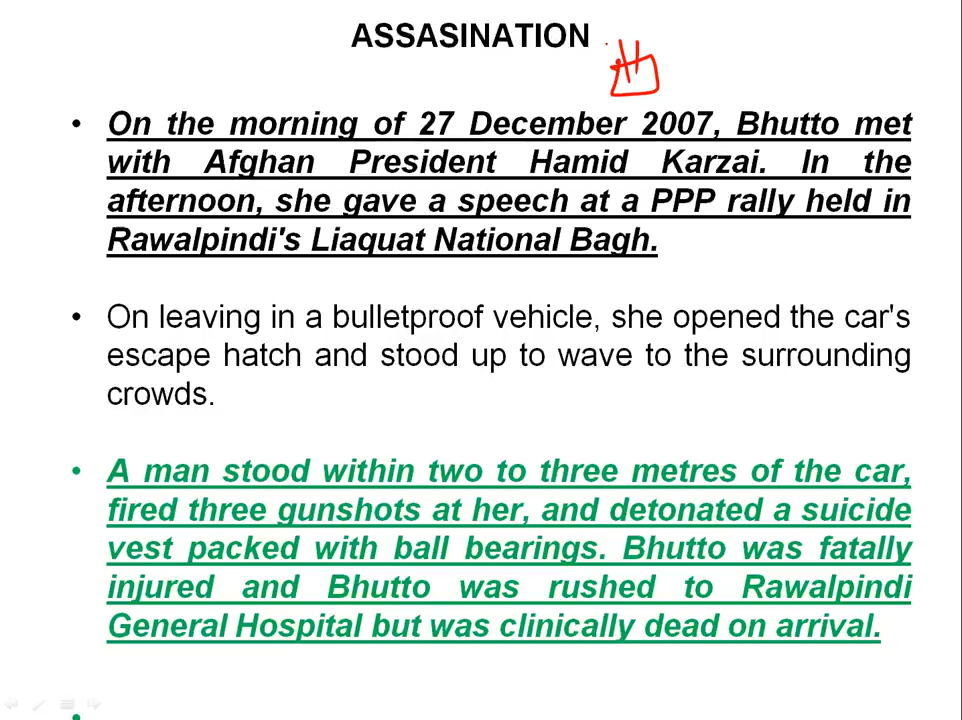 ASSASINATION
• On the morning of 27 December 2007, Bhutto met
with Afghan President Hamid Karzai. In the
afternoon, she gave a speech at a PPP rally held in
Rawalpindi's Liaquat National Bagh.
• On leaving in a bulletproof vehicle, she opened the car's
escape hatch and stood up to wave to the surrounding
crowds.
• A man stood within two to three metres of the car,
fired three gunshots at her, and detonated a suicide
vest packed with ball bearings. Bhutto was fatally
injured and Bhutto was rushed to Rawalpindi
General Hospital but was clinically dead on arrival.